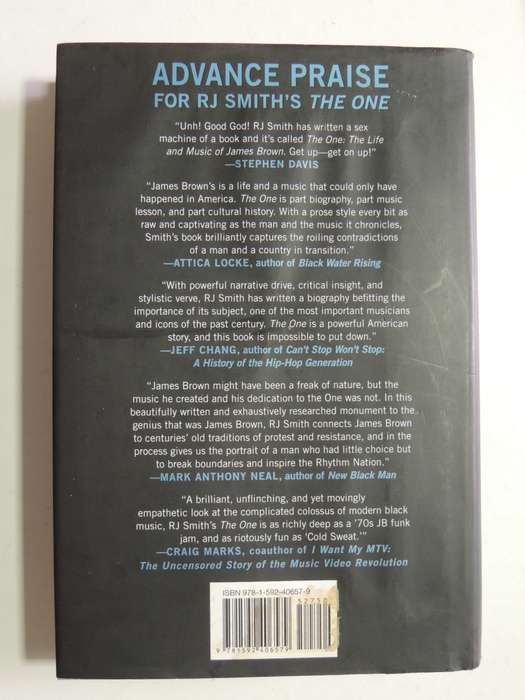 ADVANCE PRAISE
FOR RJ SMITH'S THE ONE
"Unh! Good God! RJ Smith has written a sex
machine of a book and it's called The One: The Life
and Music of James Brown. Get up—get on up!"
—STEPHEN DAVIS
"James Brown's is a life and a music that could only have
happened in America. The One is part biography, part music
lesson, and part cultural history. With a prose style every bit as
raw and captivating as the man and the music it chronicles,
Smith's book brilliantly captures the roiling contradictions
of a man and a country in transition."
—ATTICA LOCKE, author of Black Water Rising
"With powerful narrative drive, critical insight, and
stylistic verve, RJ Smith has written a biography befitting the
importance of its subject, one of the most important musicians
and icons of the past century. The One is a powerful American
story, and this book is impossible to put down."
—JEFF CHANG, author of Can't Stop Won't Stop:
A History of the Hip-Hop Generation
"James Brown might have been a freak of nature, but the
music he created and his dedication to the One was not. In this
beautifully written and exhaustively researched monument to the
genius that was James Brown, RJ Smith connects James Brown
to centuries' old traditions of protest and resistance, and in the
process gives us the portrait of a man who had little choice but
to break boundaries and inspire the Rhythm Nation."
—MARK ANTHONY NEAL, author of New Black Man
"A brilliant, unflinching, and yet movingly
empathetic look at the complicated colossus of modern black
music, RJ Smith's The One is as richly deep as a '70s JB funk
jam, and as riotously fun as 'Cold Sweat.'"
—CRAIG MARKS, coauthor of I Want My MTV:
The Uncensored Story of the Music Video Revolution
ISBN 978-1-592-40657-9
52750
9 781592 406579